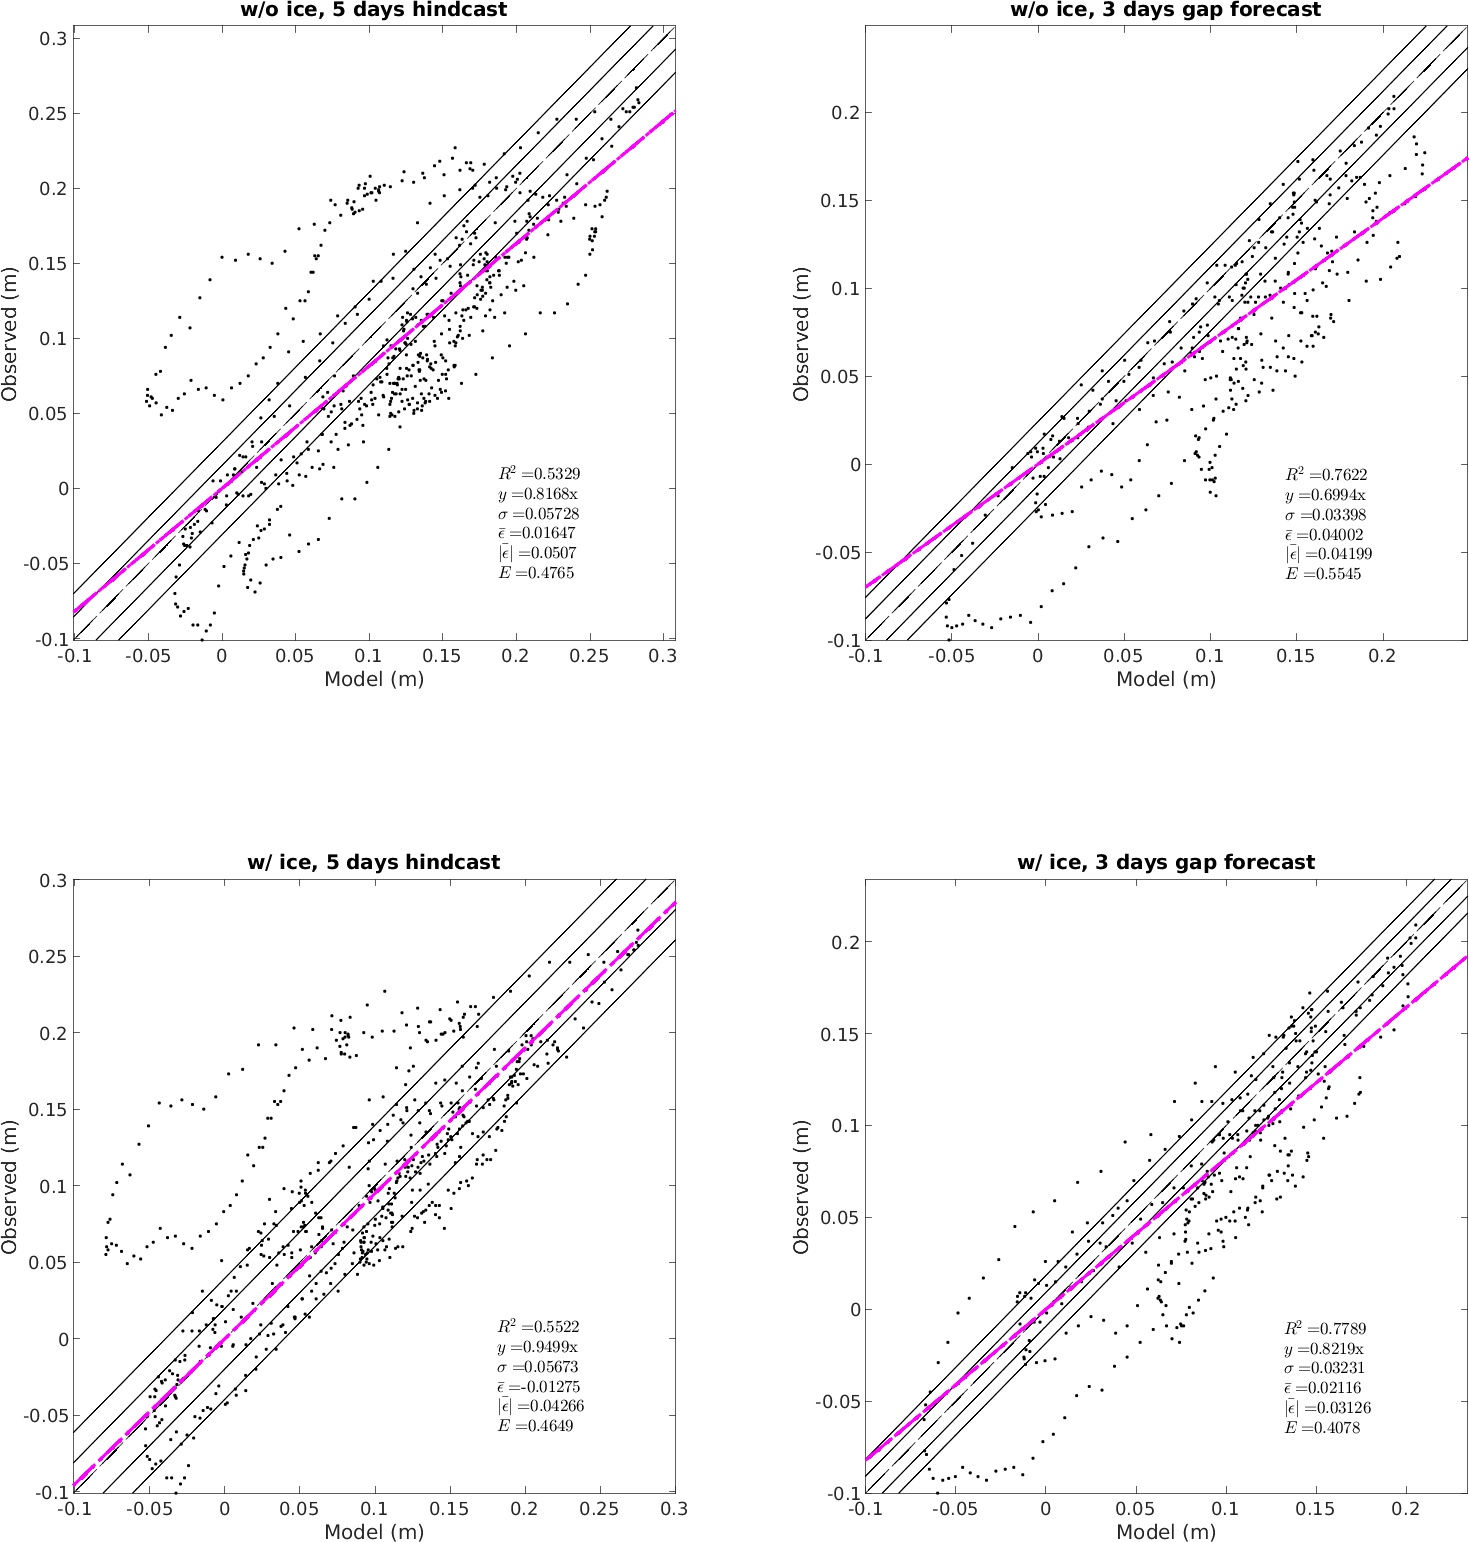 w/o ice, 5 days hindcast
0.3
0.25
0.2
0.15
0.1
0.05
0
-0.05
-0.1
Observed (m)
R² =0.5329
y =0.8168x
σ =0.05728
ε̄ =0.01647
|ε̄| =0.0507
E =0.4765
-0.1 -0.05 0 0.05 0.1 0.15 0.2 0.25 0.3
Model (m)
w/o ice, 3 days gap forecast
0.2
0.15
0.1
0.05
0
-0.05
-0.1
Observed (m)
R² =0.7622
y =0.6994x
σ =0.03398
ε̄ =0.04002
|ε̄| =0.04199
E =0.5545
-0.1 -0.05 0 0.05 0.1 0.15 0.2
Model (m)
w/ ice, 5 days hindcast
0.3
0.25
0.2
0.15
0.1
0.05
0
-0.05
-0.1
Observed (m)
R² =0.5522
y =0.9499x
σ =0.05673
ε̄ =-0.01275
|ε̄| =0.04266
E =0.4649
-0.1 -0.05 0 0.05 0.1 0.15 0.2 0.25 0.3
Model (m)
w/ ice, 3 days gap forecast
0.2
0.15
0.1
0.05
0
-0.05
-0.1
Observed (m)
R² =0.7789
y =0.8219x
σ =0.03231
ε̄ =0.02116
|ε̄| =0.03126
E =0.4078
-0.1 -0.05 0 0.05 0.1 0.15 0.2
Model (m)